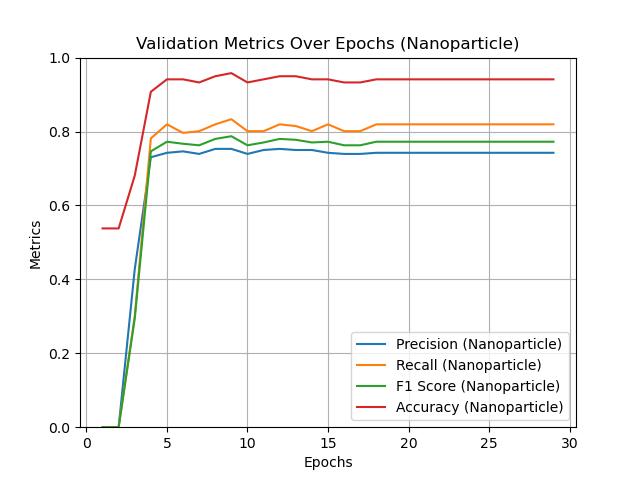 Validation Metrics Over Epochs (Nanoparticle)
1.0
0.8
0.6
0.4
0.2
0.0
Metrics
0 5 10 15 20 25 30
Epochs
Precision (Nanoparticle)
Recall (Nanoparticle)
F1 Score (Nanoparticle)
Accuracy (Nanoparticle)